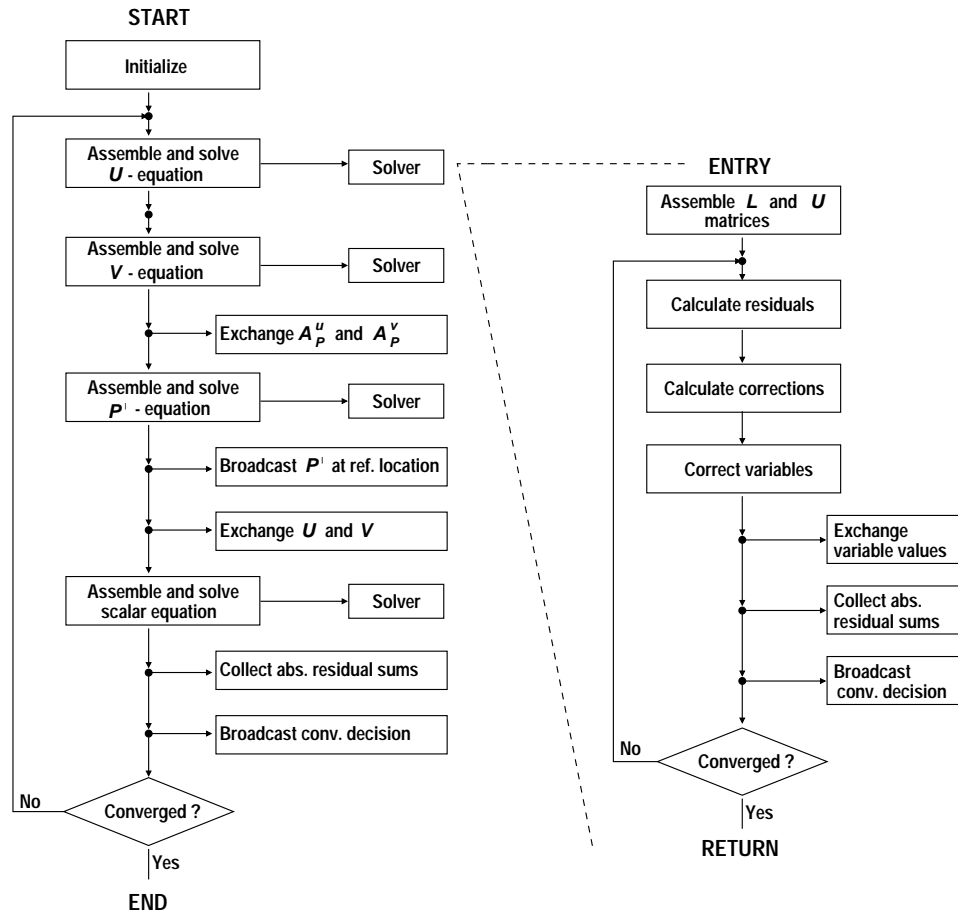 START
Initialize
Assemble and solve
U - equation
Solver
Assemble and solve
V - equation
Solver
Exchange A_P^u and A_P^v
Assemble and solve
P' - equation
Solver
Broadcast P' at ref. location
Exchange U and V
Assemble and solve
scalar equation
Solver
Collect abs. residual sums
Broadcast conv. decision
No
Converged ?
Yes
END
ENTRY
Assemble L and U
matrices
Calculate residuals
Calculate corrections
Correct variables
Exchange
variable values
Collect abs.
residual sums
Broadcast
conv. decision
No
Converged ?
Yes
RETURN